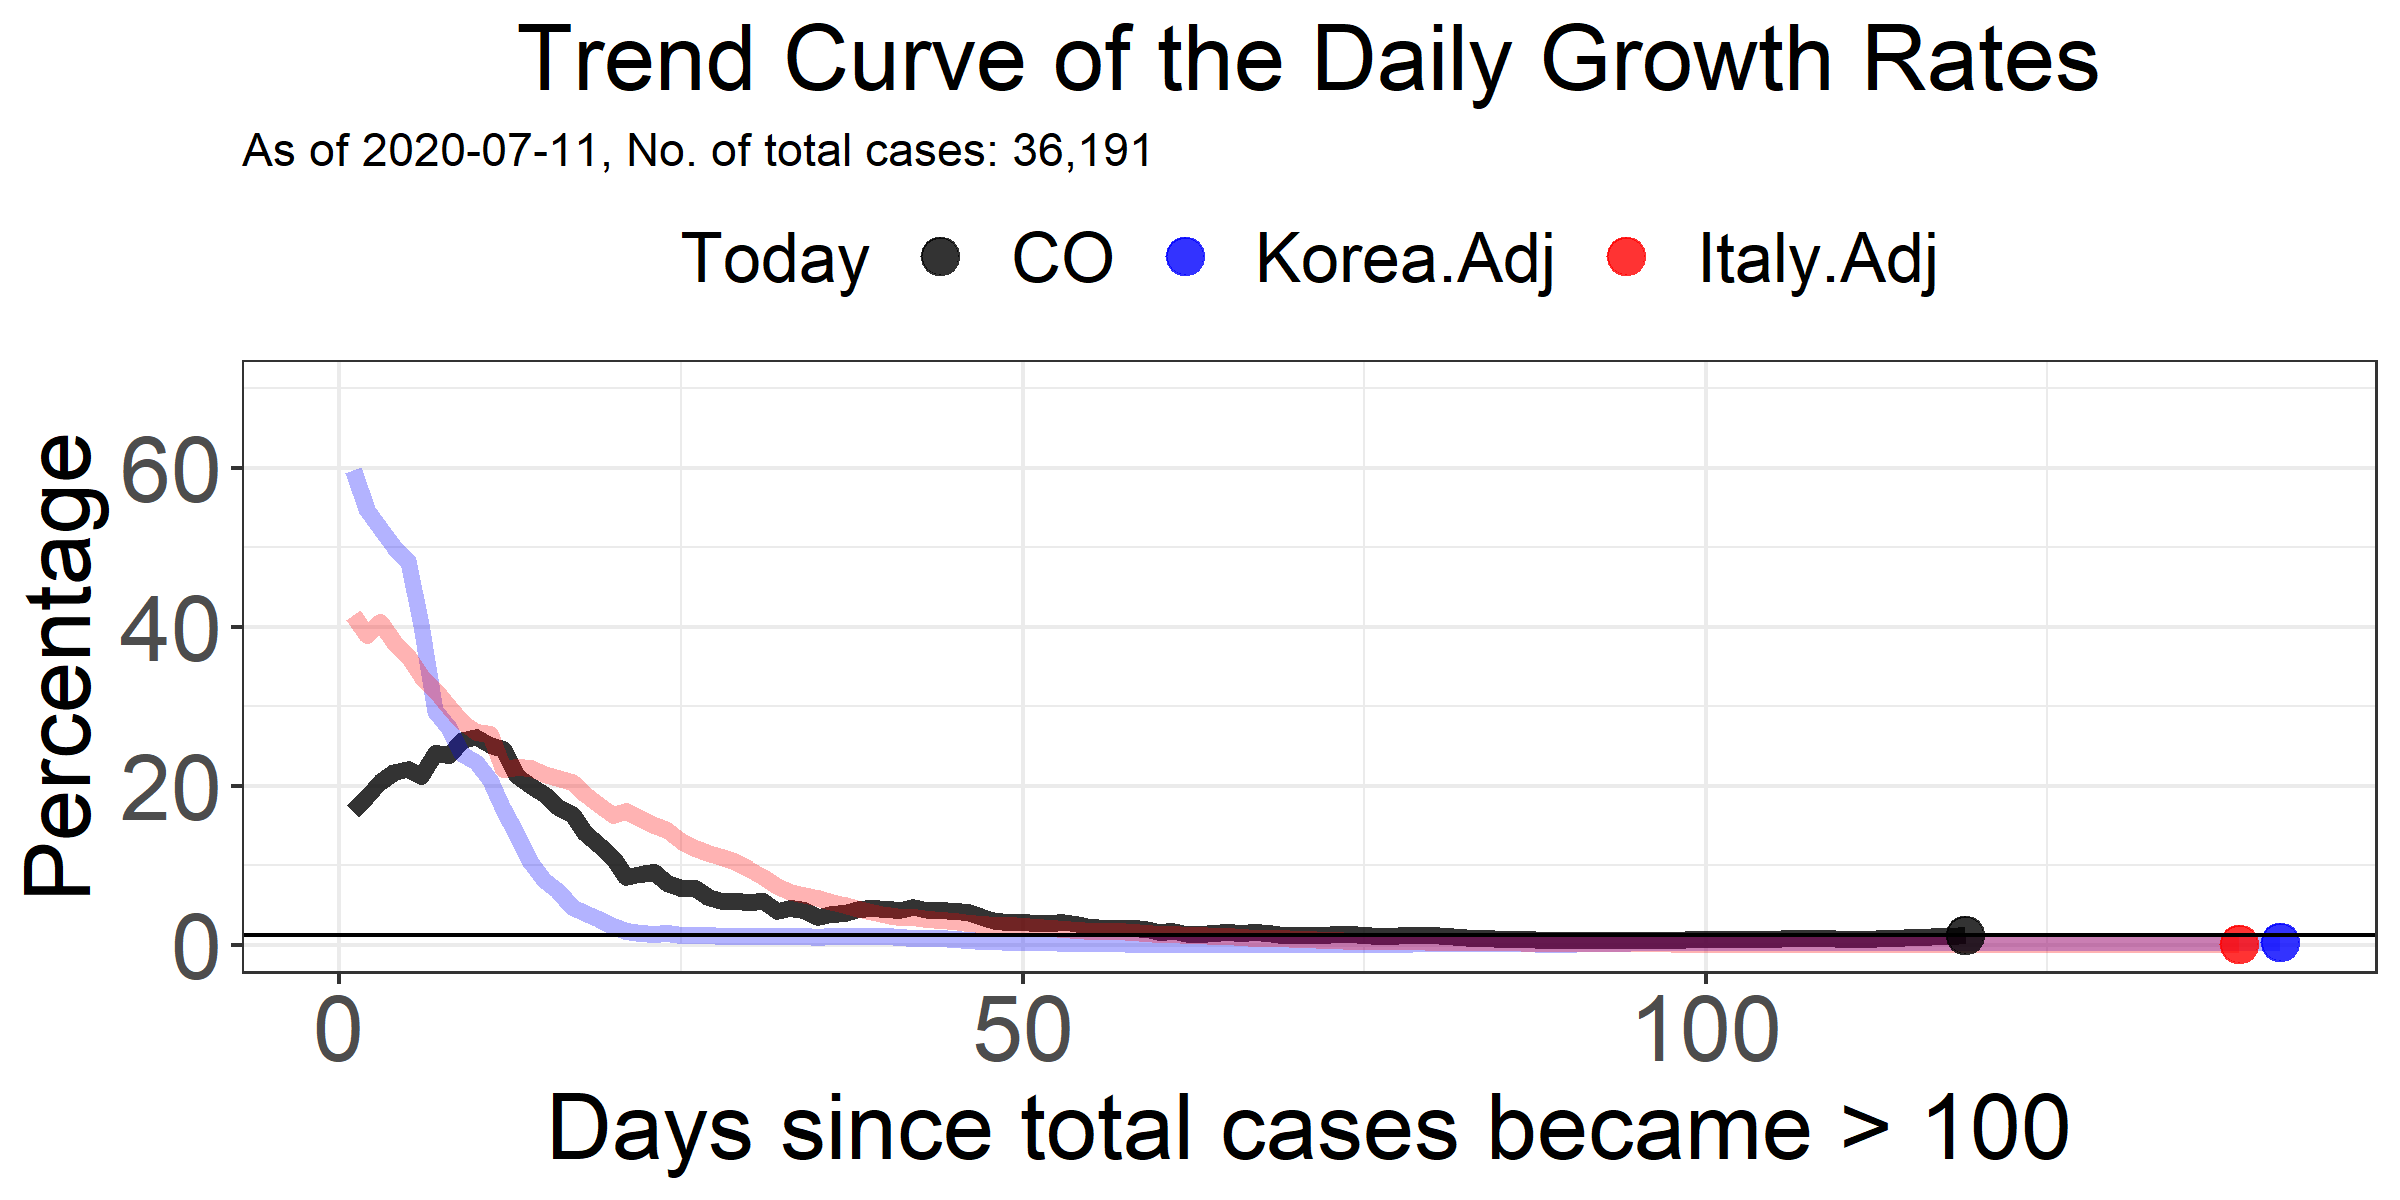 Trend Curve of the Daily Growth Rates
As of 2020-07-11, No. of total cases: 36,191
Today CO Korea.Adj Italy.Adj
Percentage
60
40
20
0
0 50 100
Days since total cases became > 100